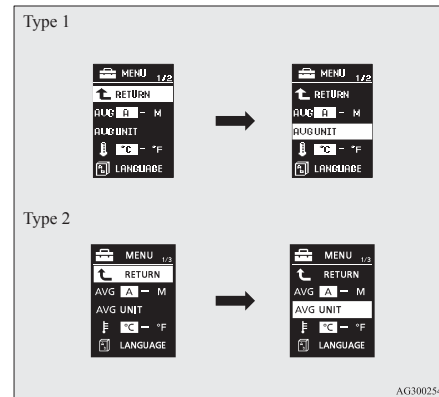 Type 1
MENU 1/2
RETURN
AVG A - M
AVG UNIT
°C - °F
LANGUAGE
MENU 1/2
RETURN
AVG A - M
AVG UNIT
°C - °F
LANGUAGE
Type 2
MENU 1/3
RETURN
AVG A - M
AVG UNIT
°C - °F
LANGUAGE
MENU 1/3
RETURN
AVG A - M
AVG UNIT
°C - °F
LANGUAGE
AG300254